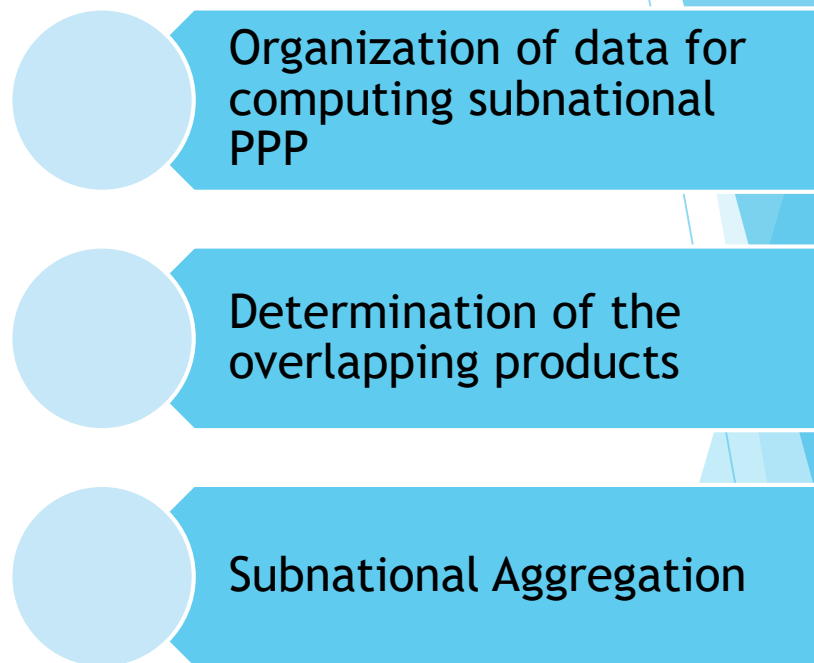 Organization of data for
computing subnational
PPP
Determination of the
overlapping products
Subnational Aggregation